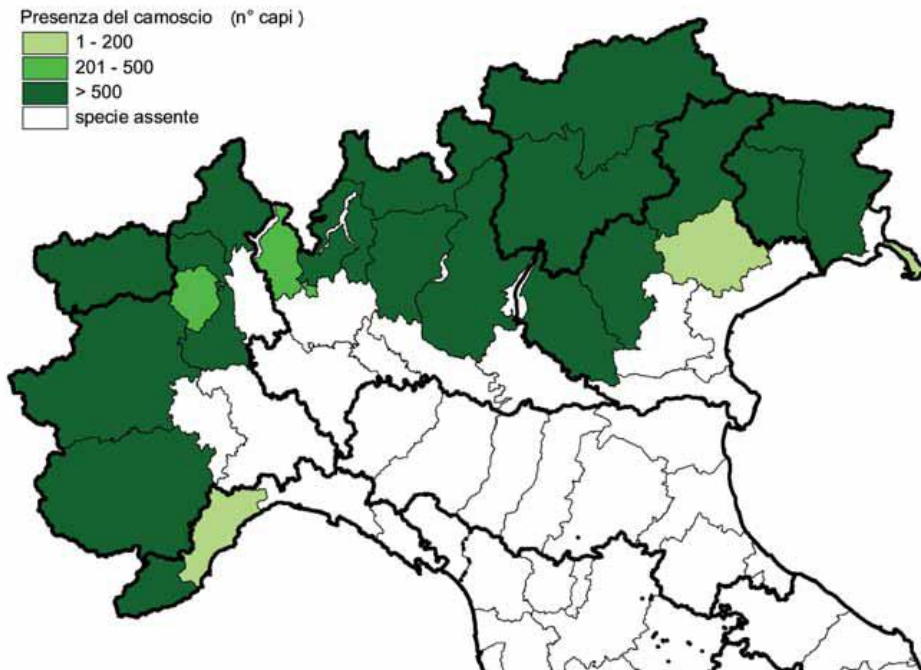 Presenza del camoscio (n° capi )
1 - 200
201 - 500
> 500
specie assente